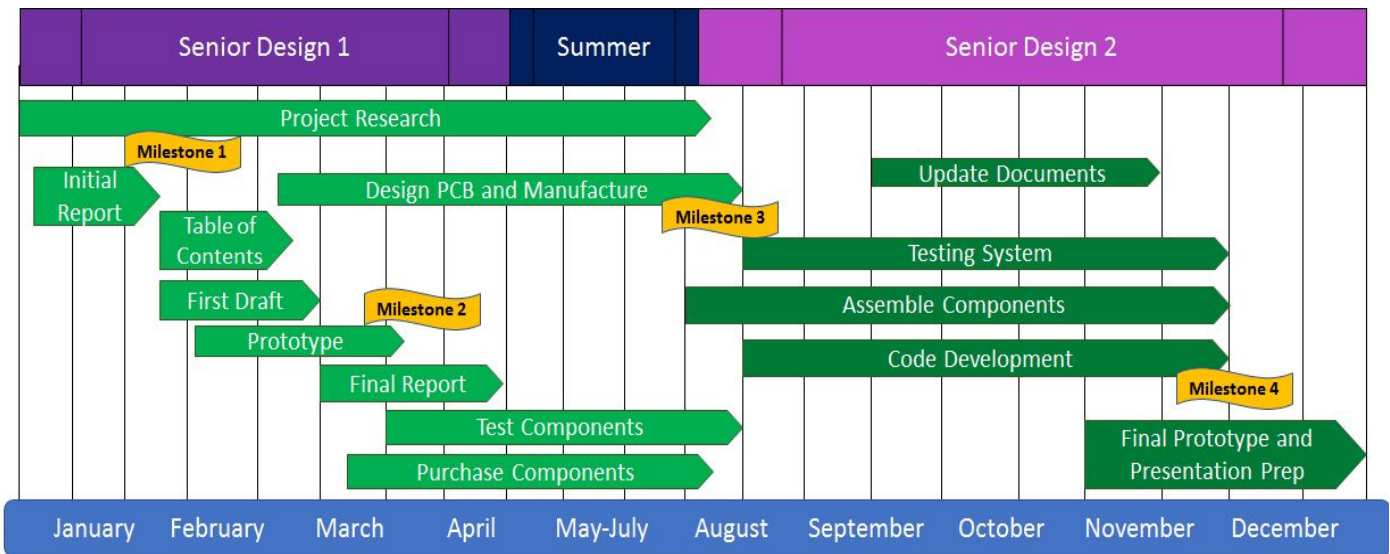 Senior Design 1
Summer
Senior Design 2
Project Research
Milestone 1
Initial
Report
Design PCB and Manufacture
Update Documents
Milestone 3
Table of
Contents
Testing System
First Draft
Milestone 2
Assemble Components
Prototype
Code Development
Final Report
Milestone 4
Test Components
Final Prototype and
Presentation Prep
Purchase Components
January
February
March
April
May-July
August
September
October
November
December